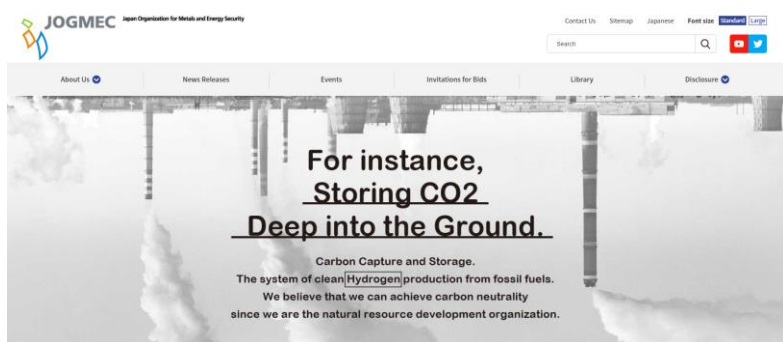 JOGMEC Japan Organization for Metals and Energy Security
Contact Us Sitemap Japanese Font size Standard Large
Search
About Us News Releases Events Invitations for Bids Library Disclosure
For instance,
Storing CO2
Deep into the Ground.
Carbon Capture and Storage.
The system of clean Hydrogen production from fossil fuels.
We believe that we can achieve carbon neutrality
since we are the natural resource development organization.